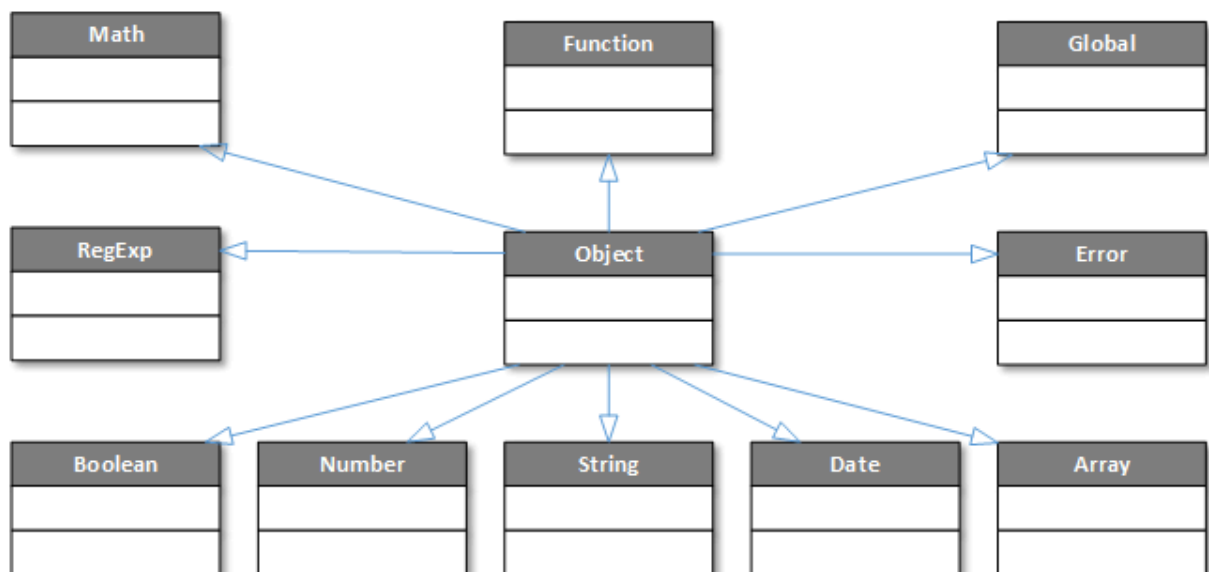 Math
Function
Global
RegExp
Object
Error
Boolean
Number
String
Date
Array